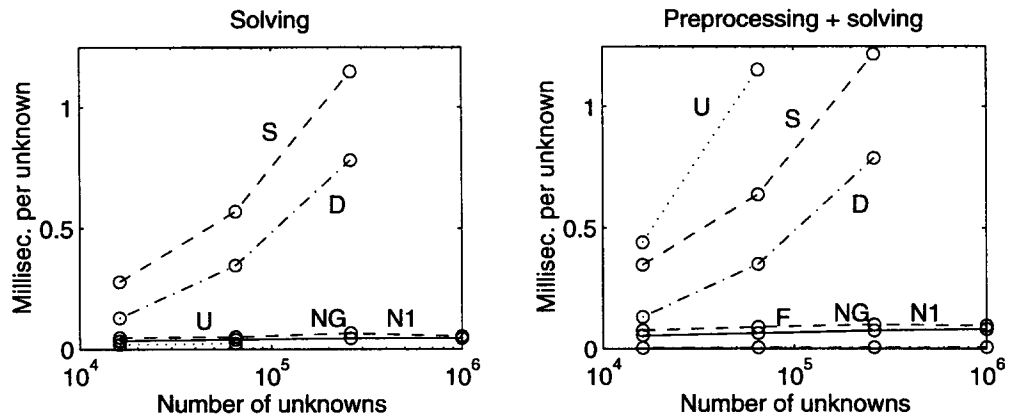 Solving
Millisec. per unknown
1
0.5
0
S
D
U
NG
N1
10^4
10^5
10^6
Number of unknowns
Preprocessing + solving
Millisec. per unknown
1
0.5
0
U
S
D
F
NG
N1
10^4
10^5
10^6
Number of unknowns